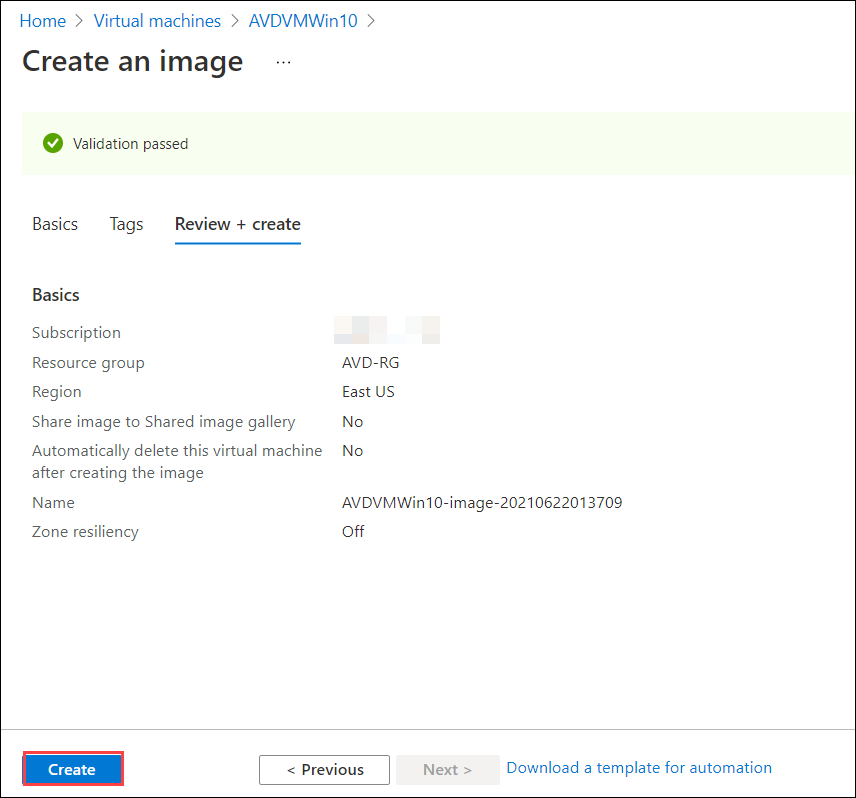 Home > Virtual machines > AVDVMWin10 >
Create an image ...
Validation passed
Basics Tags Review + create
Basics
Subscription
Resource group AVD-RG
Region East US
Share image to Shared image gallery No
Automatically delete this virtual machine No
after creating the image
Name AVDVMWin10-image-20210622013709
Zone resiliency Off
Create < Previous Next > Download a template for automation